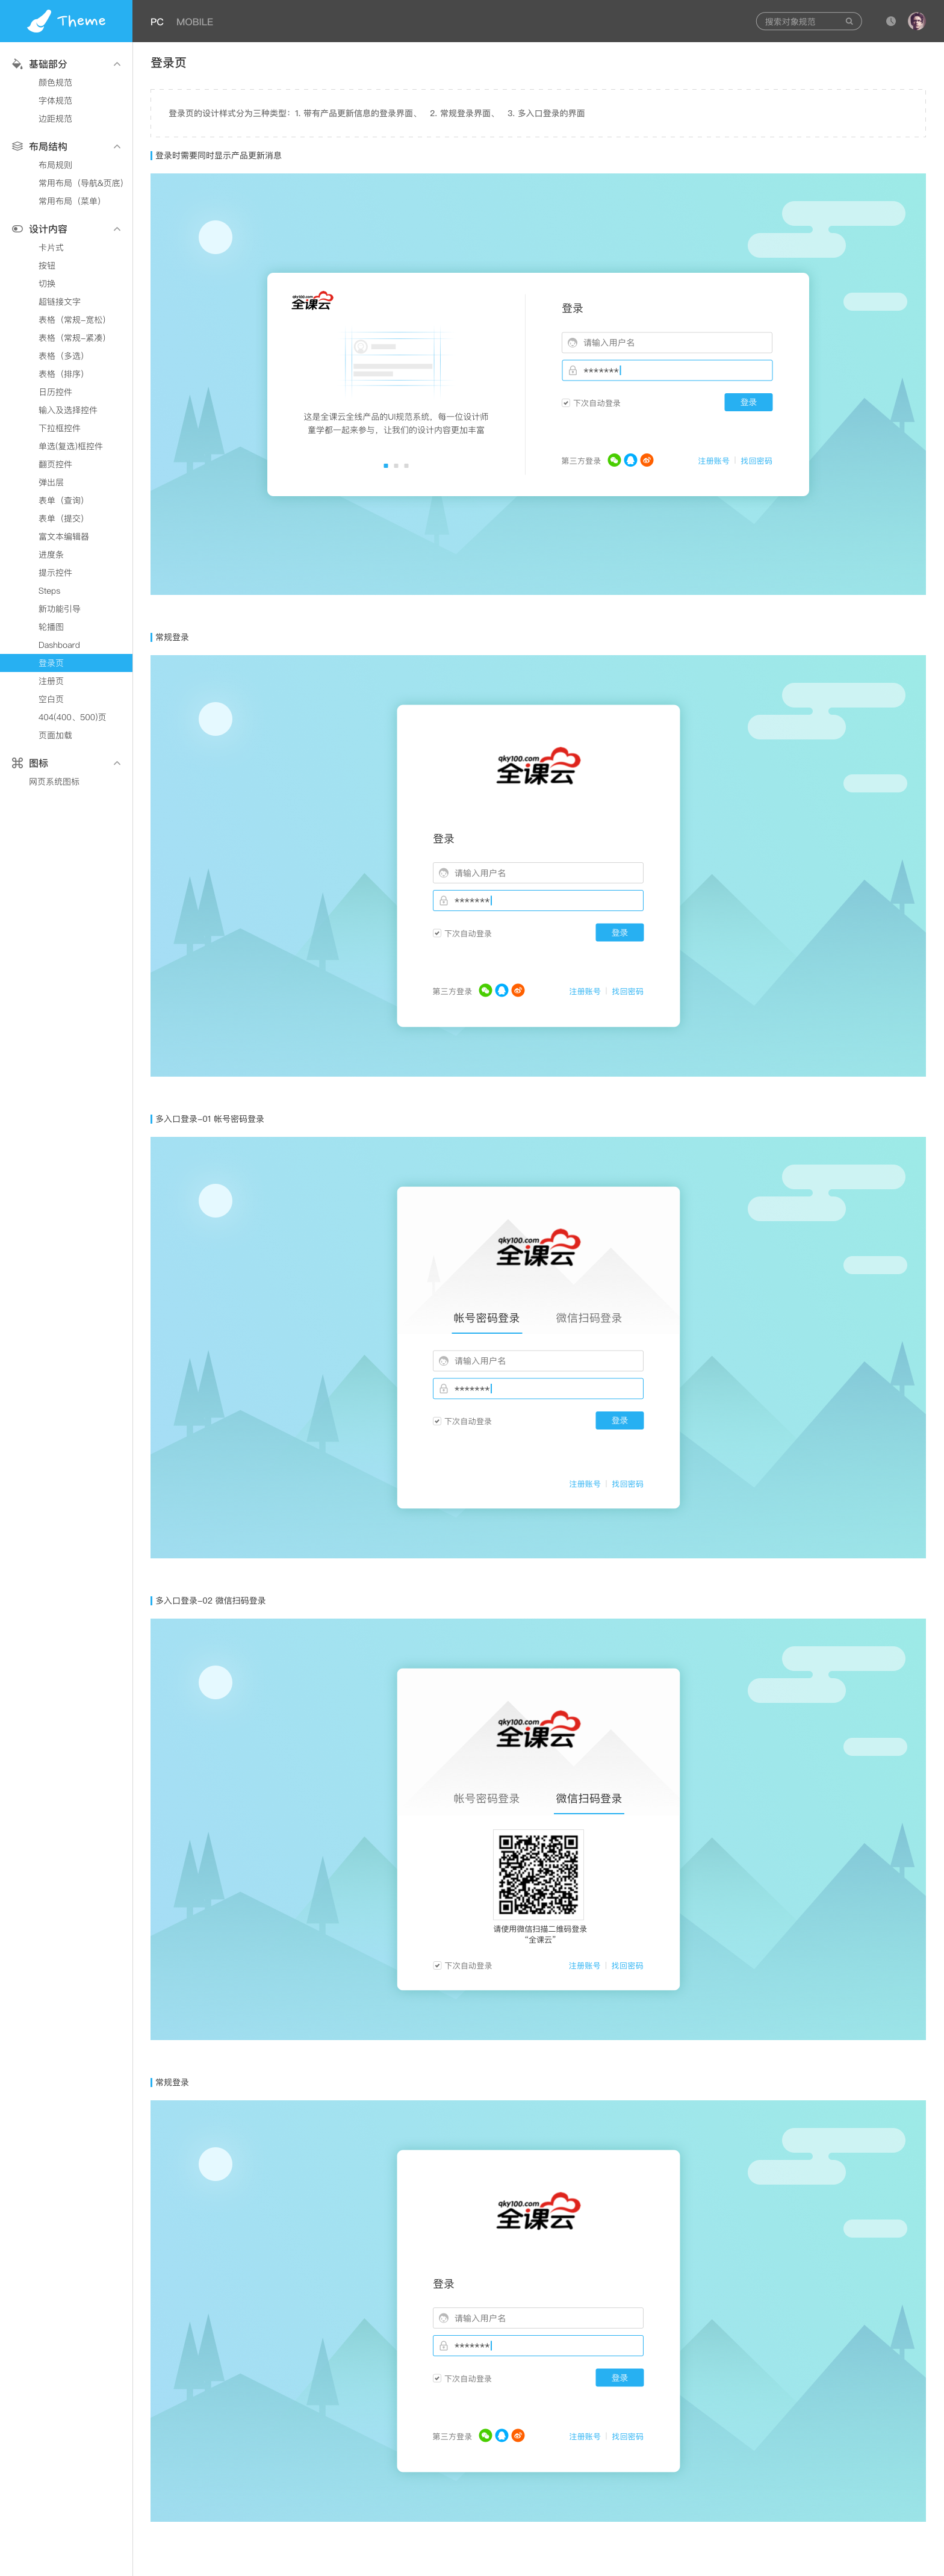 Theme
PC MOBILE
搜索对象规范
基础部分
颜色规范
字体规范
边距规范
布局结构
布局规则
常用布局（导航&页底）
常用布局（菜单）
设计内容
卡片式
按钮
切换
超链接文字
表格（常规-宽松）
表格（常规-紧凑）
表格（多选）
表格（排序）
日历控件
输入及选择控件
下拉框控件
单选(复选)框控件
翻页控件
弹出层
表单（查询）
表单（提交）
富文本编辑器
进度条
提示控件
Steps
新功能引导
轮播图
Dashboard
登录页
注册页
空白页
404(400、500)页
页面加载
图标
网页系统图标
登录页
登录页的设计样式分为三种类型：1. 带有产品更新信息的登录界面、 2. 常规登录界面、 3. 多入口登录的界面
登录时需要同时显示产品更新消息
qky100.com
全课云
这是全课云全线产品的UI规范系统，每一位设计师
童学都一起来参与，让我们的设计内容更加丰富
登录
请输入用户名
*******
下次自动登录
登录
第三方登录
注册账号 | 找回密码
常规登录
qky100.com
全课云
登录
请输入用户名
*******
下次自动登录
登录
第三方登录
注册账号 | 找回密码
多入口登录-01 帐号密码登录
qky100.com
全课云
帐号密码登录 微信扫码登录
请输入用户名
*******
下次自动登录
登录
注册账号 | 找回密码
多入口登录-02 微信扫码登录
qky100.com
全课云
帐号密码登录 微信扫码登录
请使用微信扫描二维码登录
“全课云”
下次自动登录
注册账号 | 找回密码
常规登录
qky100.com
全课云
登录
请输入用户名
*******
下次自动登录
登录
第三方登录
注册账号 | 找回密码